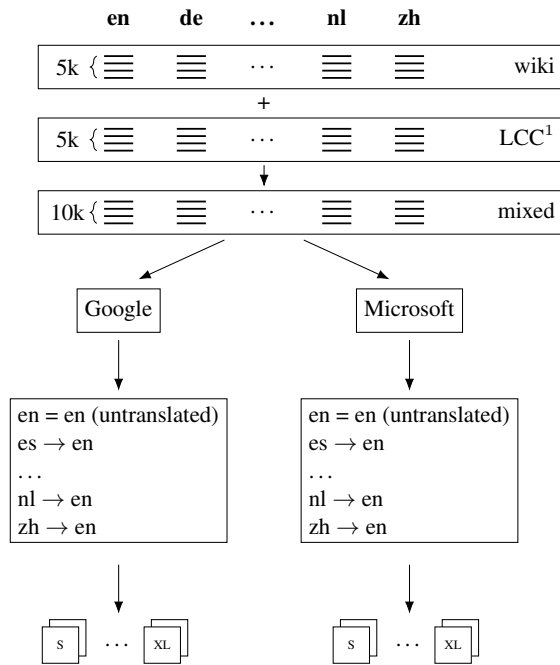 en de ... nl zh
5k { ... wiki
+
5k { ... LCC¹
10k { ... mixed
Google Microsoft
en = en (untranslated)
es → en
...
nl → en
zh → en
en = en (untranslated)
es → en
...
nl → en
zh → en
S ... XL
S ... XL